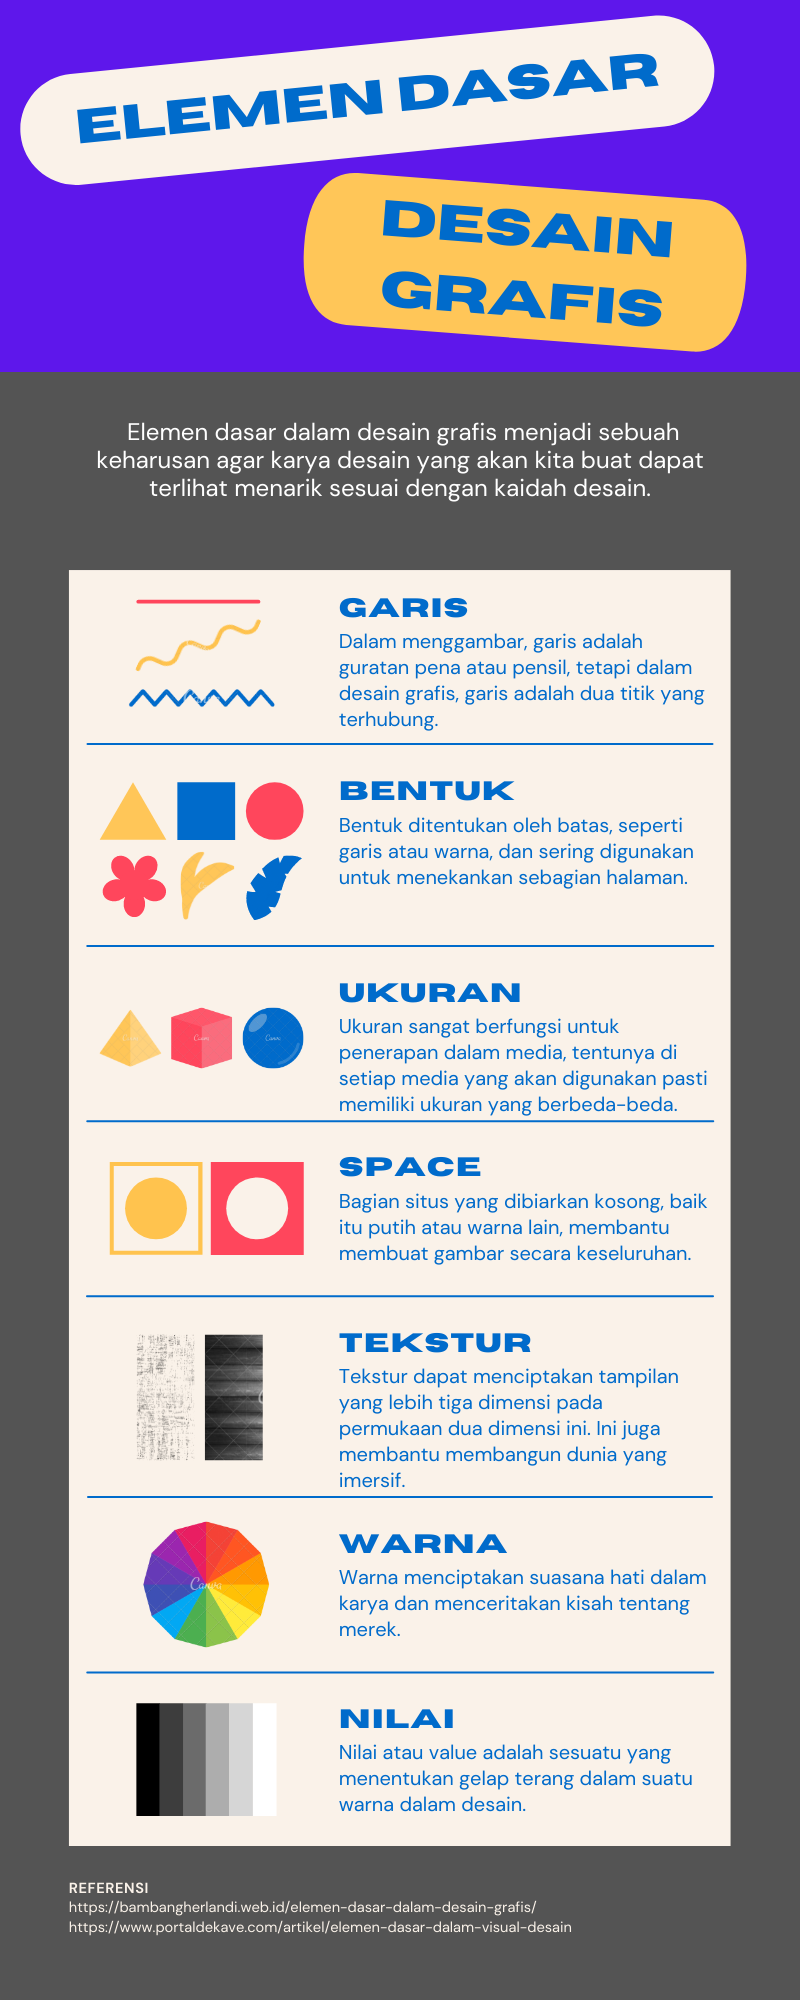 ELEMEN DASAR
DESAIN
GRAFIS
Elemen dasar dalam desain grafis menjadi sebuah
keharusan agar karya desain yang akan kita buat dapat
terlihat menarik sesuai dengan kaidah desain.
GARIS
Dalam menggambar, garis adalah
guratan pena atau pensil, tetapi dalam
desain grafis, garis adalah dua titik yang
terhubung.
BENTUK
Bentuk ditentukan oleh batas, seperti
garis atau warna, dan sering digunakan
untuk menekankan sebagian halaman.
UKURAN
Ukuran sangat berfungsi untuk
penerapan dalam media, tentunya di
setiap media yang akan digunakan pasti
memiliki ukuran yang berbeda-beda.
Canva
Canva
SPACE
Bagian situs yang dibiarkan kosong, baik
itu putih atau warna lain, membantu
membuat gambar secara keseluruhan.
TEKSTUR
Tekstur dapat menciptakan tampilan
yang lebih tiga dimensi pada
permukaan dua dimensi ini. Ini juga
membantu membangun dunia yang
imersif.
WARNA
Warna menciptakan suasana hati dalam
karya dan menceritakan kisah tentang
merek.
Canva
NILAI
Nilai atau value adalah sesuatu yang
menentukan gelap terang dalam suatu
warna dalam desain.
REFERENSI
https://bambangherlandi.web.id/elemen-dasar-dalam-desain-grafis/
https://www.portaldekave.com/artikel/elemen-dasar-dalam-visual-desain